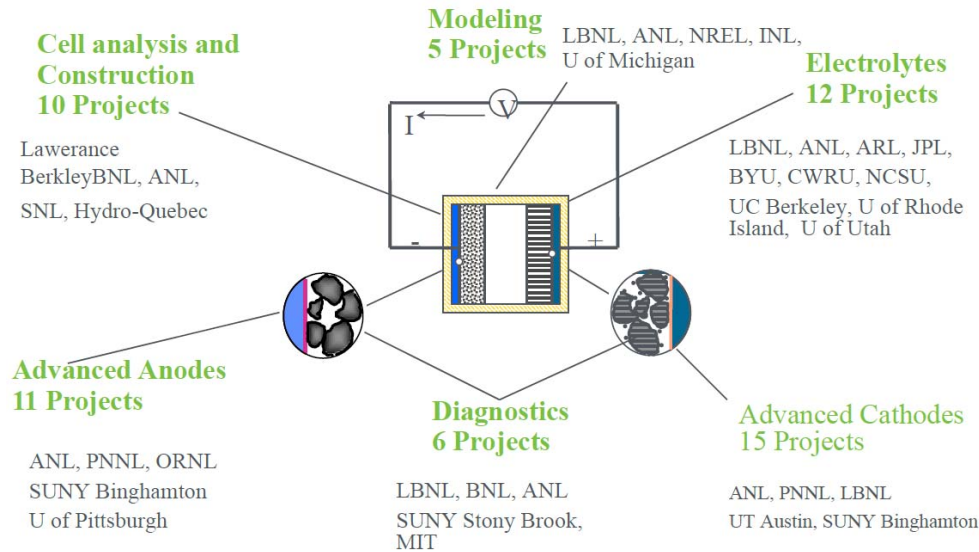 Modeling
5 Projects
LBNL, ANL, NREL, INL,
U of Michigan
Cell analysis and
Construction
10 Projects
Lawerance
BerkleyBNL, ANL,
SNL, Hydro-Quebec
Electrolytes
12 Projects
LBNL, ANL, ARL, JPL,
BYU, CWRU, NCSU,
UC Berkeley, U of Rhode
Island, U of Utah
I
V
-
+
Advanced Anodes
11 Projects
ANL, PNNL, ORNL
SUNY Binghamton
U of Pittsburgh
Diagnostics
6 Projects
LBNL, BNL, ANL
SUNY Stony Brook,
MIT
Advanced Cathodes
15 Projects
ANL, PNNL, LBNL
UT Austin, SUNY Binghamton